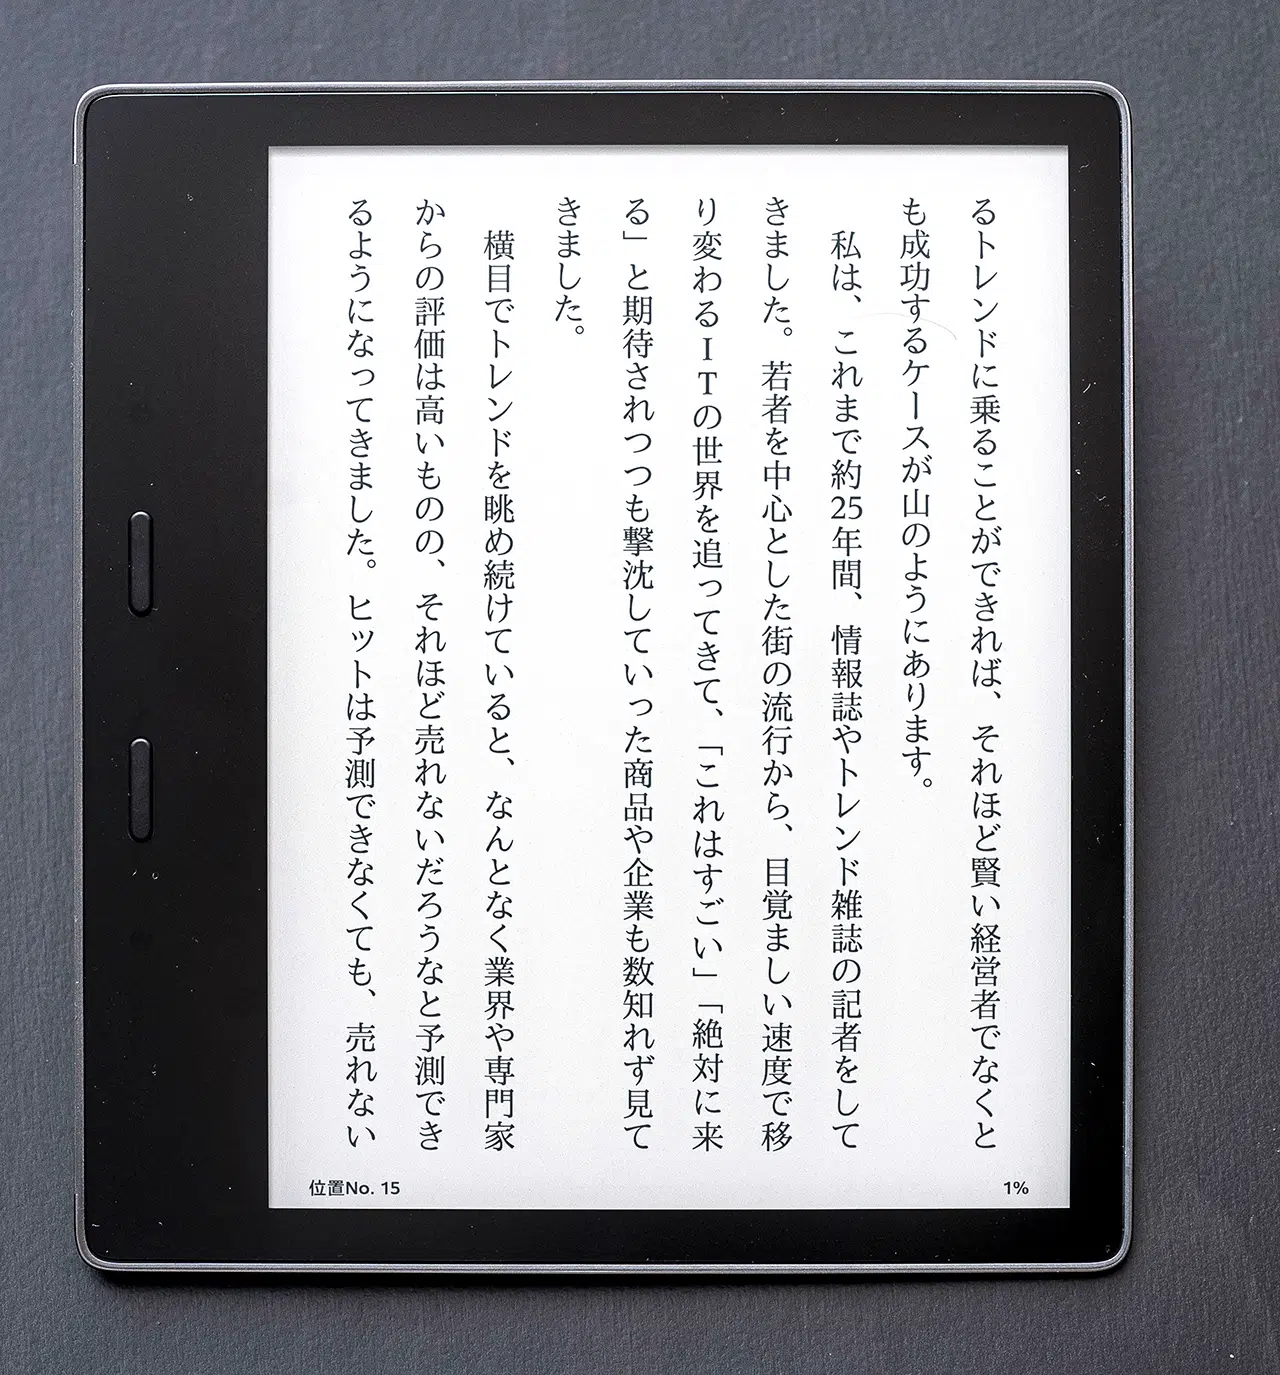 るトレンドに乗ることができれば、それほど賢い経営者でなくと
も成功するケースが山のようにあります。
私は、これまで約25年間、情報誌やトレンド雑誌の記者をして
きました。若者を中心とした街の流行から、目覚ましい速度で移
り変わるITの世界を追ってきて、「これはすごい」「絶対に来
る」と期待されつつも撃沈していった商品や企業も数知れず見て
きました。
横目でトレンドを眺め続けていると、なんとなく業界や専門家
からの評価は高いものの、それほど売れないだろうなと予測でき
るようになってきました。ヒットは予測できなくても、売れない
位置No. 15
1%